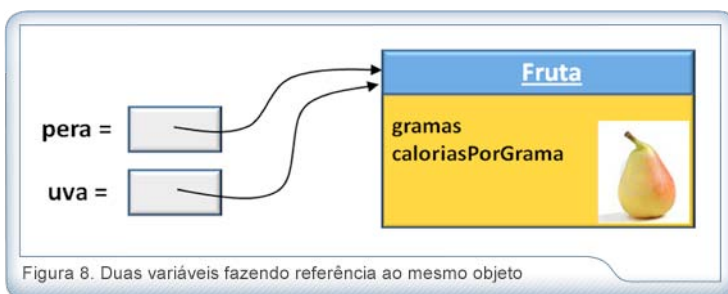 Fruta
pera =
uva =
gramas
caloriasPorGrama
Figura 8. Duas variáveis fazendo referência ao mesmo objeto